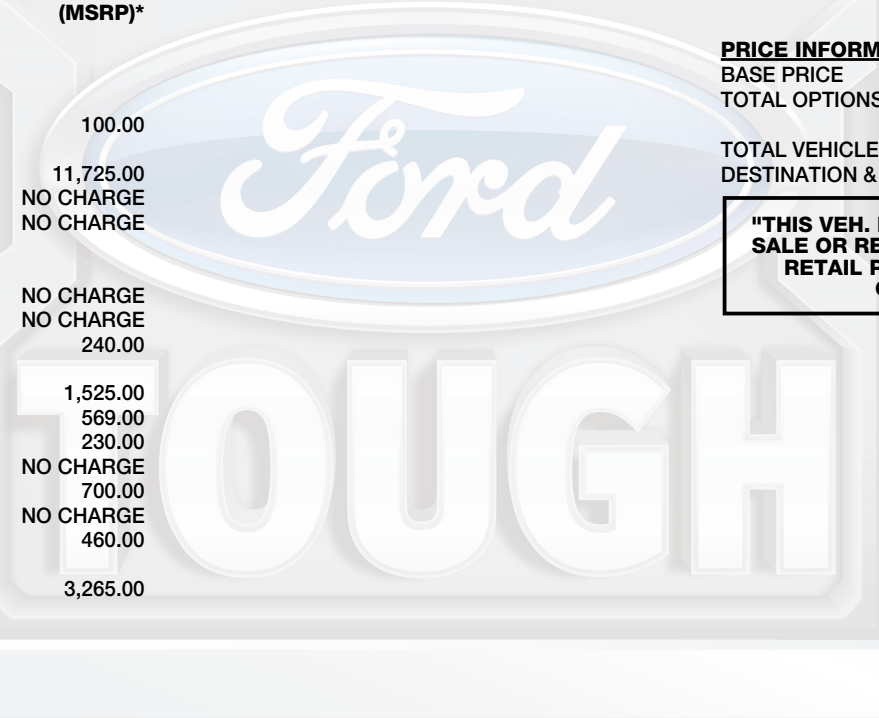 (MSRP)*
100.00
11,725.00
NO CHARGE
NO CHARGE
NO CHARGE
NO CHARGE
240.00
1,525.00
569.00
230.00
NO CHARGE
700.00
NO CHARGE
460.00
3,265.00
PRICE
BASE PRICE
TOTAL OPTIONS
TOTAL VEHICLE
DESTINATION &
"THIS VEH.
SALE OR
RETAIL
Ford
TOUGH